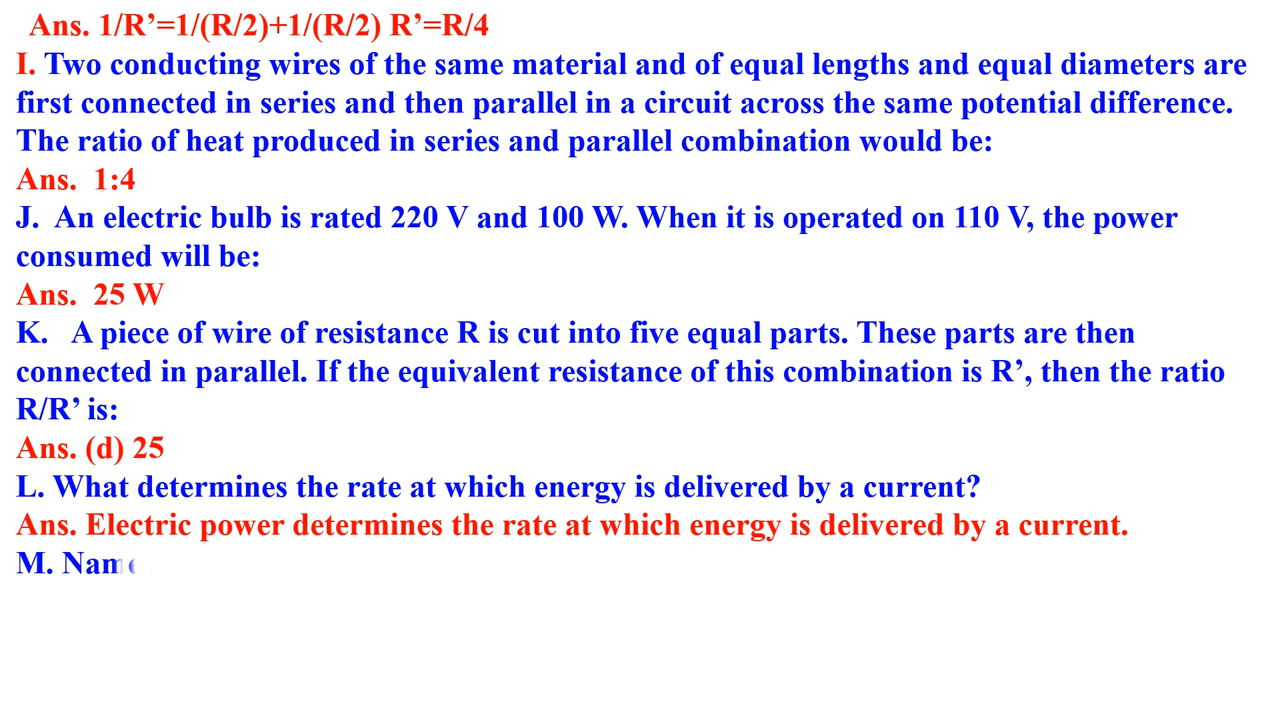 Ans. 1/R’=1/(R/2)+1/(R/2) R’=R/4
I. Two conducting wires of the same material and of equal lengths and equal diameters are
first connected in series and then parallel in a circuit across the same potential difference.
The ratio of heat produced in series and parallel combination would be:
Ans.  1:4
J.  An electric bulb is rated 220 V and 100 W. When it is operated on 110 V, the power
consumed will be:
Ans.  25 W
K.   A piece of wire of resistance R is cut into five equal parts. These parts are then
connected in parallel. If the equivalent resistance of this combination is R’, then the ratio
R/R’ is:
Ans. (d) 25
L. What determines the rate at which energy is delivered by a current?
Ans. Electric power determines the rate at which energy is delivered by a current.
M. Name